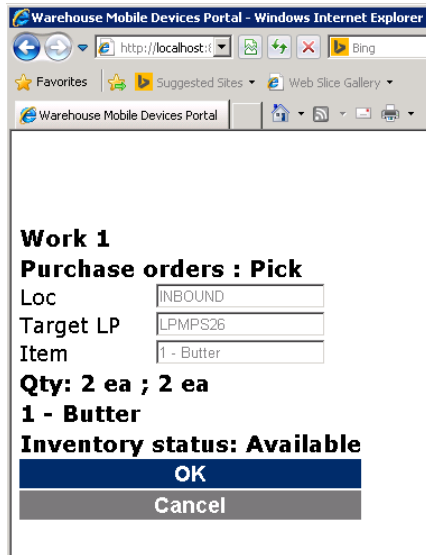 Warehouse Mobile Devices Portal - Windows Internet Explorer
http://localhost:
Bing
Favorites
Suggested Sites
Web Slice Gallery
Warehouse Mobile Devices Portal
Work 1
Purchase orders : Pick
Loc INBOUND
Target LP LPMPS26
Item 1 - Butter
Qty: 2 ea ; 2 ea
1 - Butter
Inventory status: Available
OK
Cancel